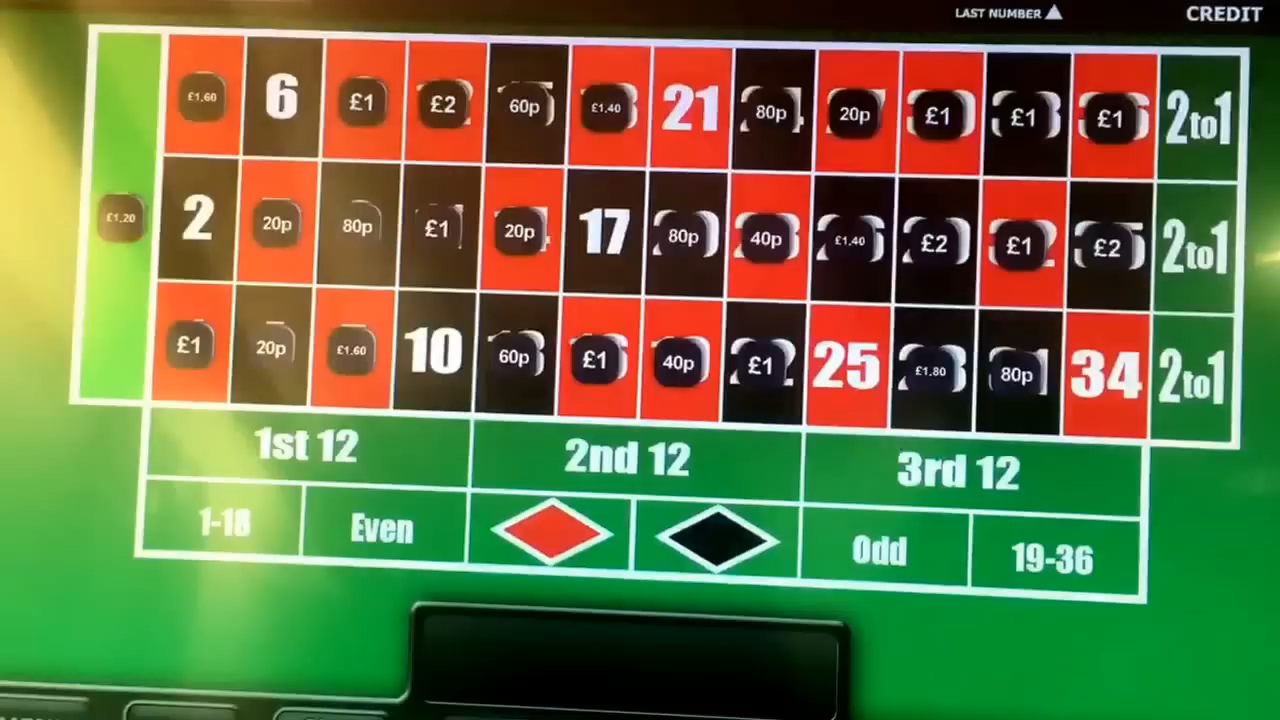 LAST NUMBER CREDIT
£1,60 6 £1 £2 60p £1,40 21 80p 20p £1 £1 £1 2to1
£1,20 2 20p 80p £1 20p 17 80p 40p £1,40 £2 £1 £2 2to1
£1 20p £1,60 10 60p £1 40p £1 25 £1,80 80p 34 2to1
1st 12 2nd 12 3rd 12
1-18 Even Odd 19-36